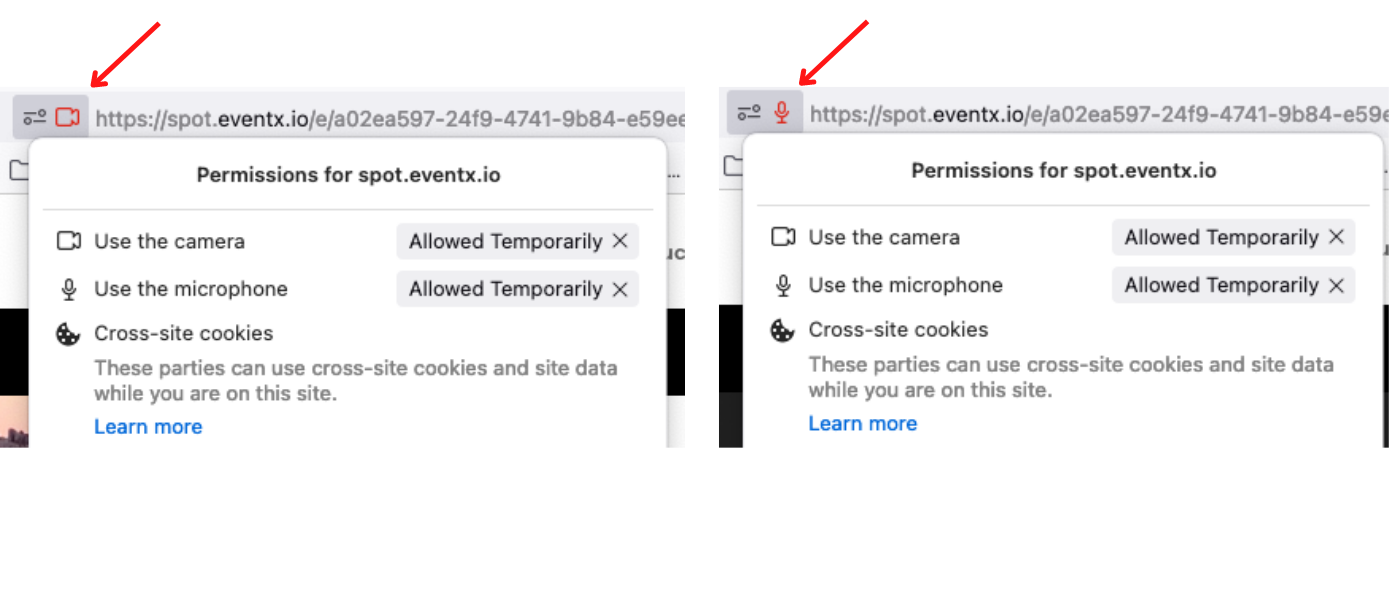 https://spot.eventx.io/e/a02ea597-24f9-4741-9b84-e59ee
...
Permissions for spot.eventx.io
Use the camera
Allowed Temporarily
Use the microphone
Allowed Temporarily
Cross-site cookies
These parties can use cross-site cookies and site data
while you are on this site.
Learn more
https://spot.eventx.io/e/a02ea597-24f9-4741-9b84-e59e
Permissions for spot.eventx.io
Use the camera
Allowed Temporarily
Use the microphone
Allowed Temporarily
Cross-site cookies
These parties can use cross-site cookies and site data
while you are on this site.
Learn more